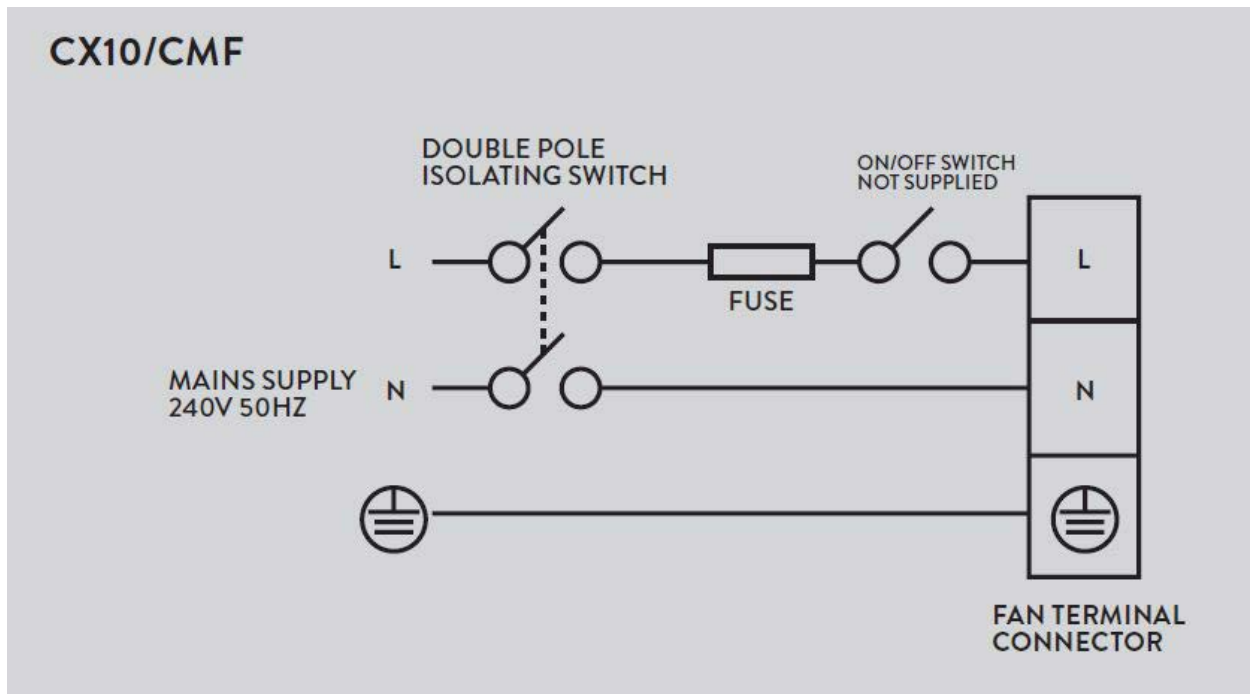 CX10/CMF
DOUBLE POLE
ISOLATING SWITCH
ON/OFF SWITCH
NOT SUPPLIED
L
L
FUSE
MAINS SUPPLY
240V 50HZ
N
N
FAN TERMINAL
CONNECTOR